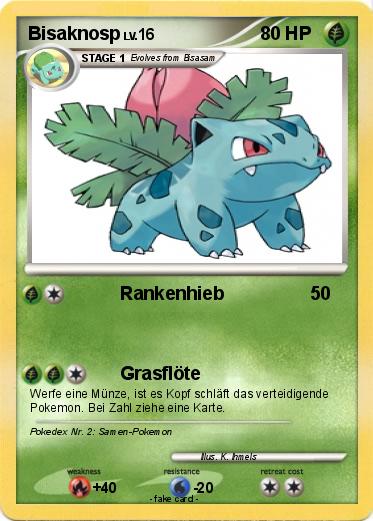 Bisaknosp LV.16 80 HP
STAGE 1 Evolves from Bisasam
Rankenhieb 50
Grasflöte
Werfe eine Münze, ist es Kopf schläft das verteidigende
Pokemon. Bei Zahl ziehe eine Karte.
Pokedex Nr. 2: Samen-Pokemon
Illus. K. Ihmels
weakness resistance retreat cost
+40 -20
- fake card -